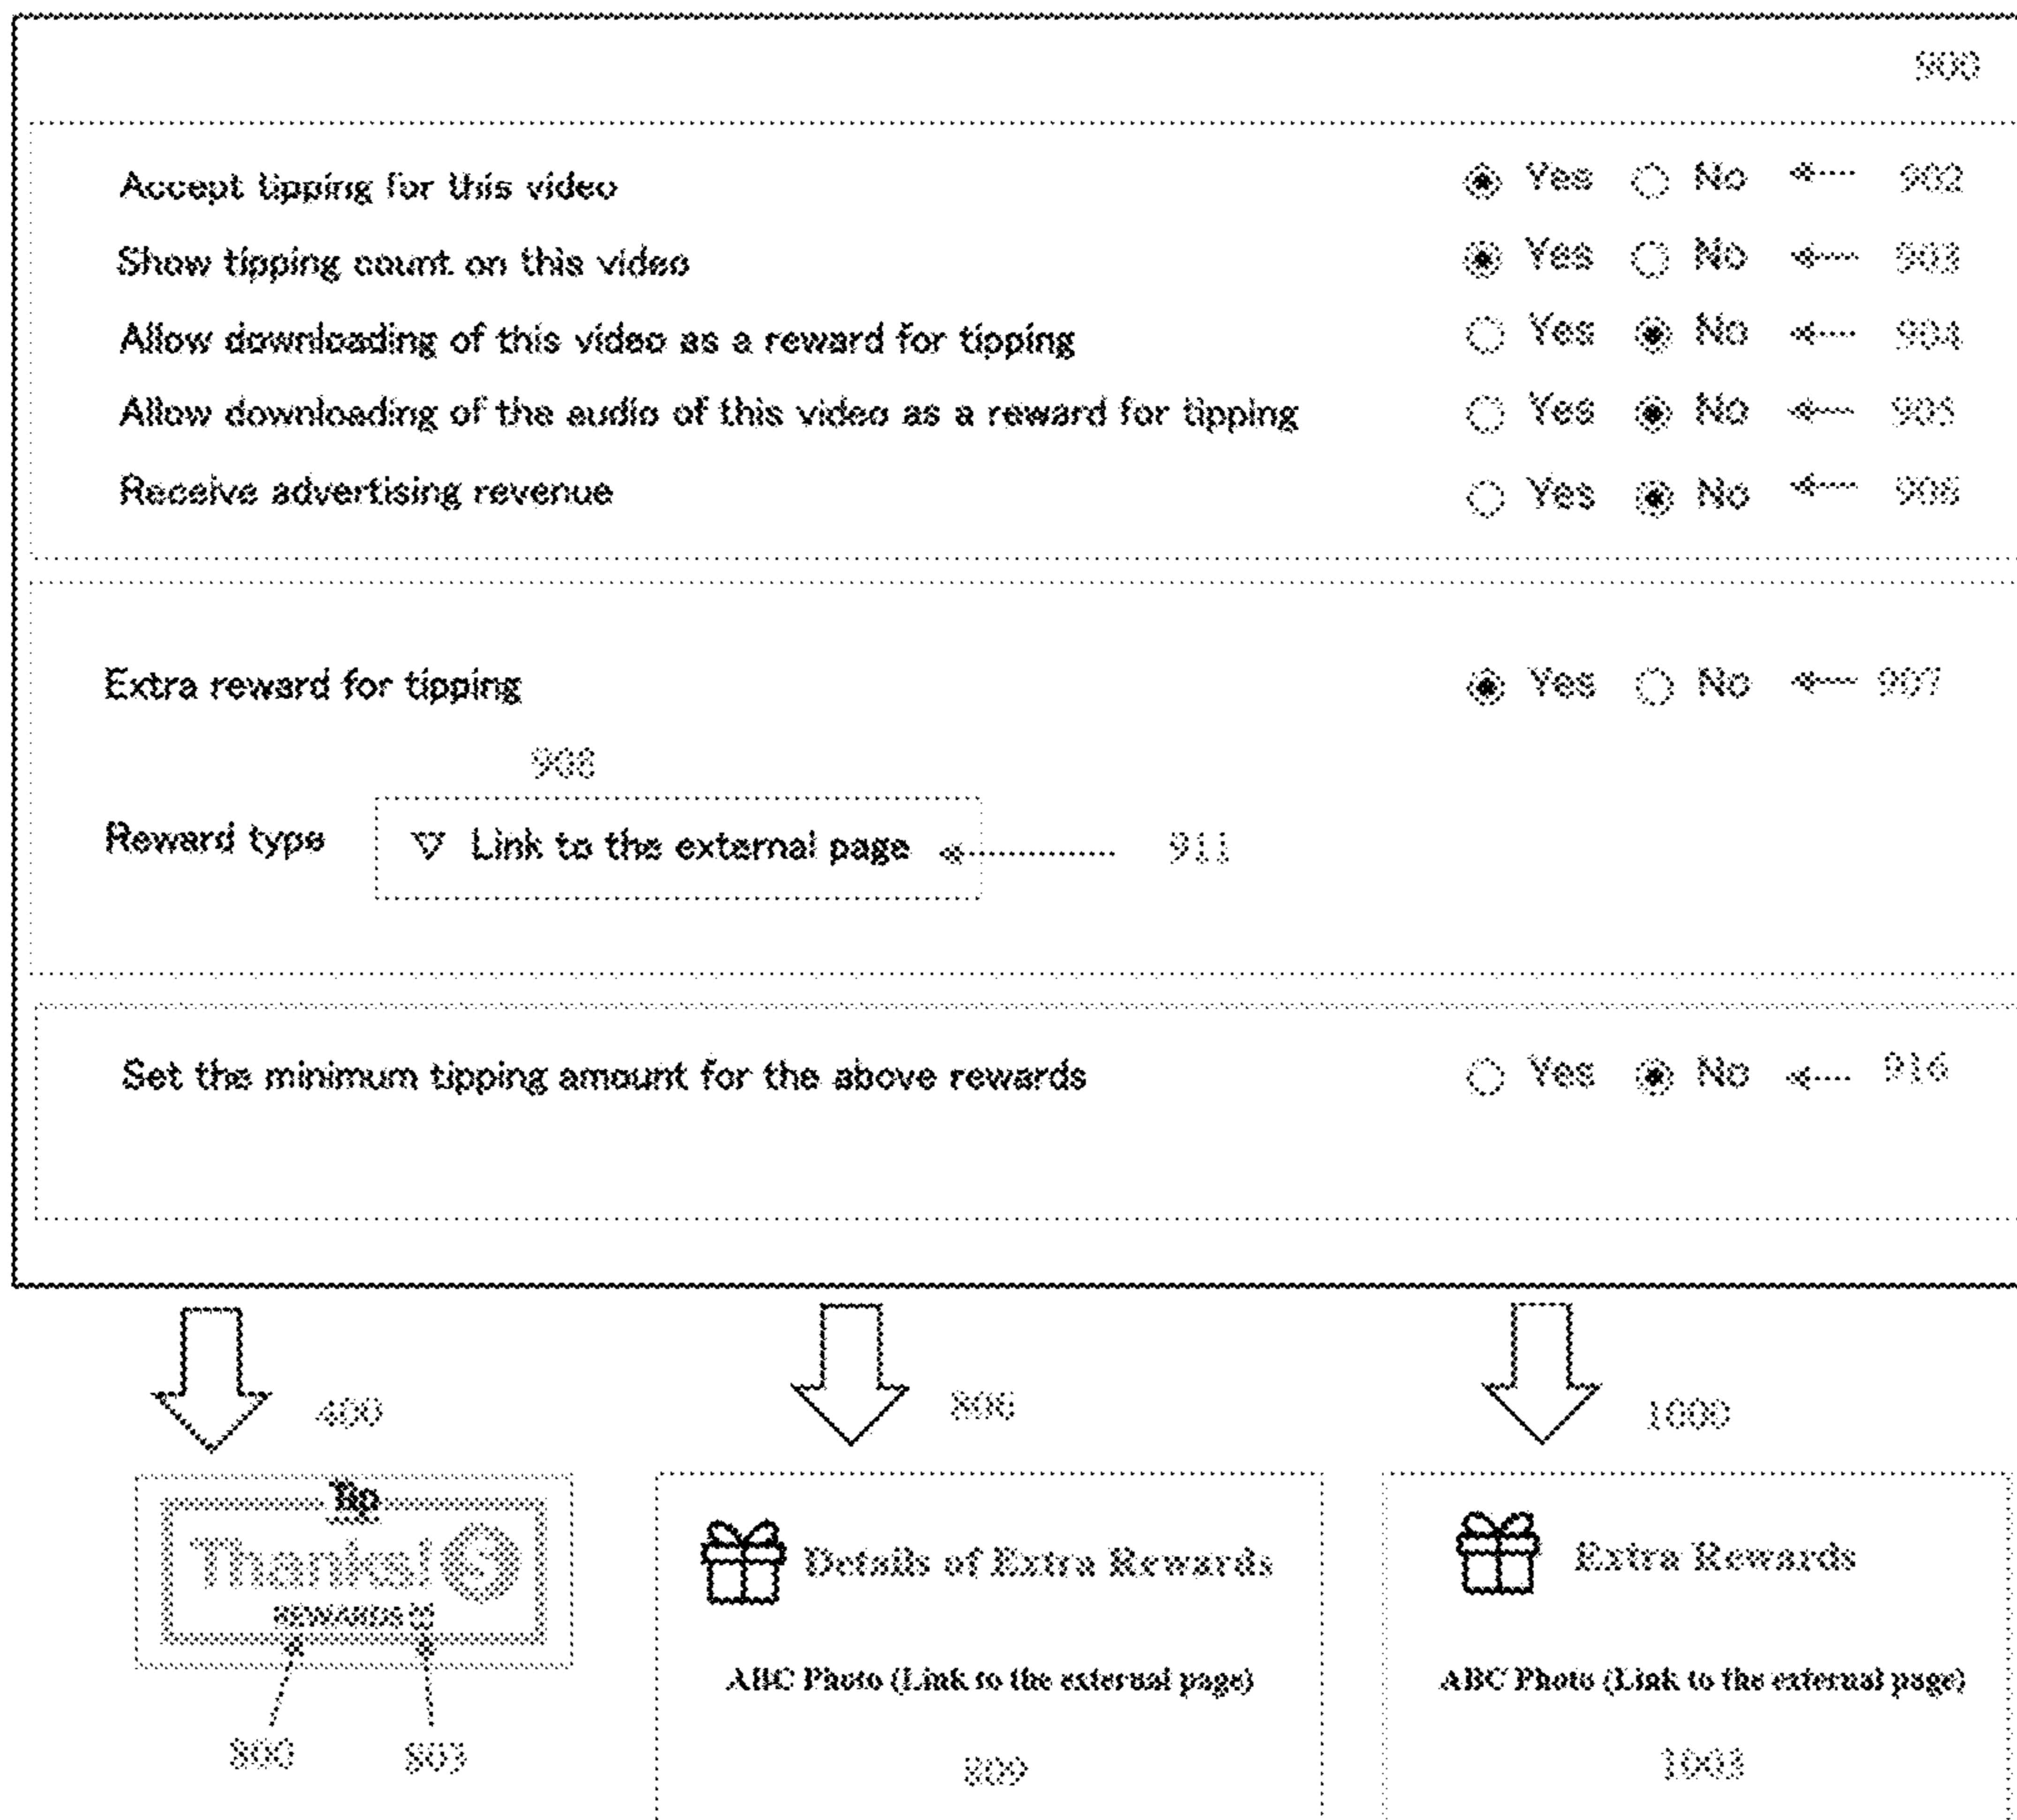 900
Accept tipping for this video Yes No 902
Show tipping count on this video Yes No 903
Allow downloading of this video as a reward for tipping Yes No 904
Allow downloading of the audio of this video as a reward for tipping Yes No 905
Receive advertising revenue Yes No 906
Extra reward for tipping Yes No 907
908
Reward type ▽ Link to the external page 911
Set the minimum tipping amount for the above rewards Yes No 916
400 806 1000
Tip
Thanks! $
REWARDS
Details of Extra Rewards
Extra Rewards
ABC Photo (Link to the external page)
ABC Photo (Link to the external page)
800 803
809
1003